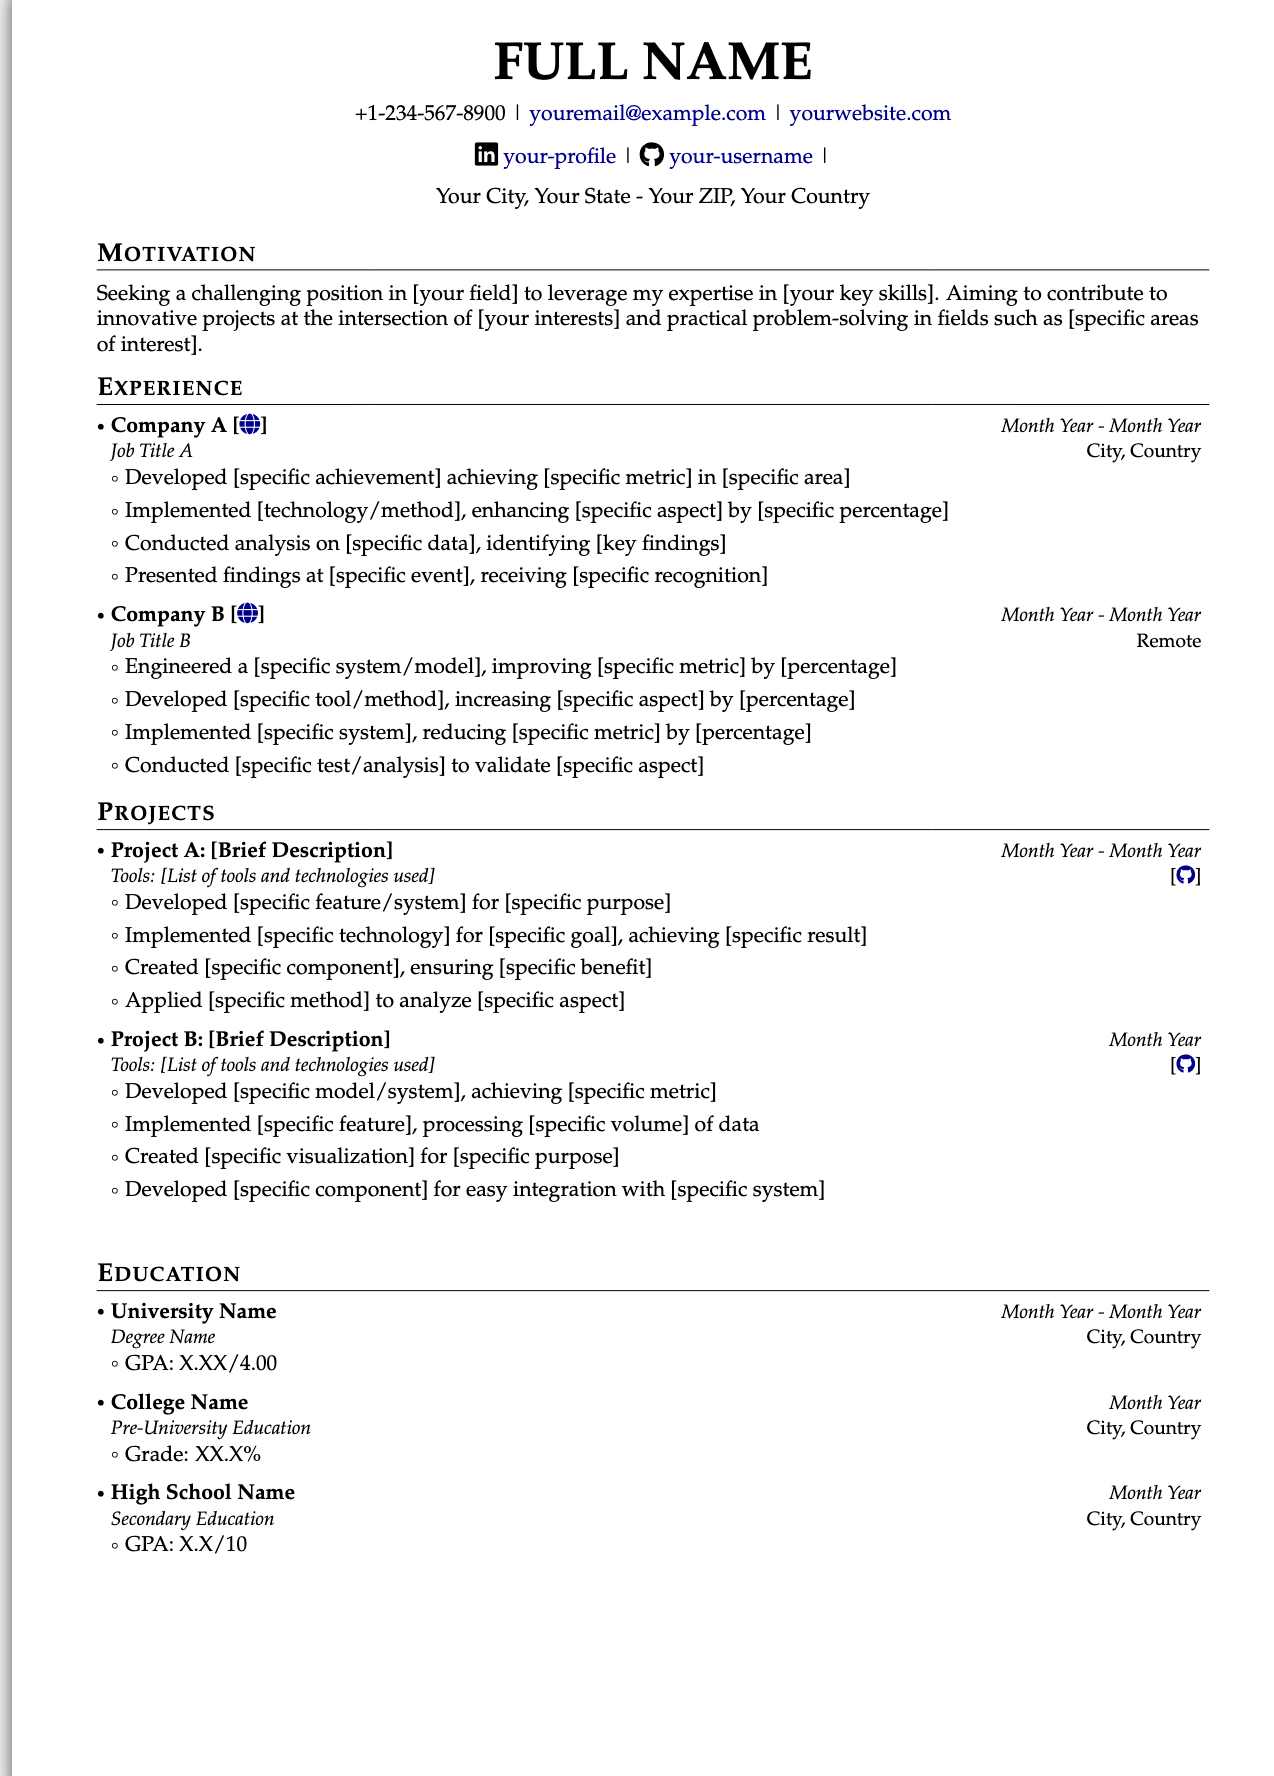 FULL NAME
+1-234-567-8900 | youremail@example.com | yourwebsite.com
in your-profile | your-username |
Your City, Your State - Your ZIP, Your Country
MOTIVATION
Seeking a challenging position in [your field] to leverage my expertise in [your key skills]. Aiming to contribute to
innovative projects at the intersection of [your interests] and practical problem-solving in fields such as [specific areas
of interest].
EXPERIENCE
• Company A [] Month Year - Month Year
Job Title A City, Country
◦ Developed [specific achievement] achieving [specific metric] in [specific area]
◦ Implemented [technology/method], enhancing [specific aspect] by [specific percentage]
◦ Conducted analysis on [specific data], identifying [key findings]
◦ Presented findings at [specific event], receiving [specific recognition]
• Company B [] Month Year - Month Year
Job Title B Remote
◦ Engineered a [specific system/model], improving [specific metric] by [percentage]
◦ Developed [specific tool/method], increasing [specific aspect] by [percentage]
◦ Implemented [specific system], reducing [specific metric] by [percentage]
◦ Conducted [specific test/analysis] to validate [specific aspect]
PROJECTS
• Project A: [Brief Description] Month Year - Month Year
Tools: [List of tools and technologies used] []
◦ Developed [specific feature/system] for [specific purpose]
◦ Implemented [specific technology] for [specific goal], achieving [specific result]
◦ Created [specific component], ensuring [specific benefit]
◦ Applied [specific method] to analyze [specific aspect]
• Project B: [Brief Description] Month Year
Tools: [List of tools and technologies used] []
◦ Developed [specific model/system], achieving [specific metric]
◦ Implemented [specific feature], processing [specific volume] of data
◦ Created [specific visualization] for [specific purpose]
◦ Developed [specific component] for easy integration with [specific system]
EDUCATION
• University Name Month Year - Month Year
Degree Name City, Country
◦ GPA: X.XX/4.00
• College Name Month Year
Pre-University Education City, Country
◦ Grade: XX.X%
• High School Name Month Year
Secondary Education City, Country
◦ GPA: X.X/10